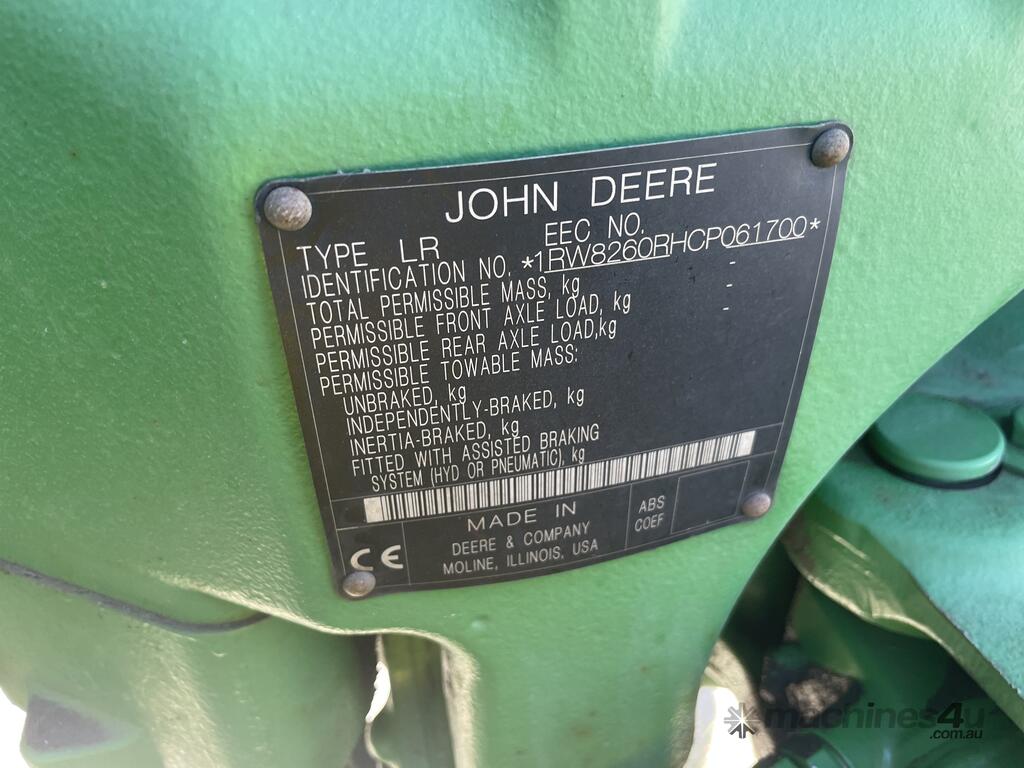 JOHN DEERE
TYPE LR EEC NO.
IDENTIFICATION NO. *1RW8260RHCP061700*
TOTAL PERMISSIBLE MASS, kg -
PERMISSIBLE FRONT AXLE LOAD, kg -
PERMISSIBLE REAR AXLE LOAD,kg -
PERMISSIBLE TOWABLE MASS:
UNBRAKED, kg
INDEPENDENTLY-BRAKED, kg
INERTIA-BRAKED, kg
FITTED WITH ASSISTED BRAKING
SYSTEM (HYD OR PNEUMATIC), kg
CE
MADE IN
DEERE & COMPANY
MOLINE, ILLINOIS, USA
ABS
COEF
machines4u
.com.au